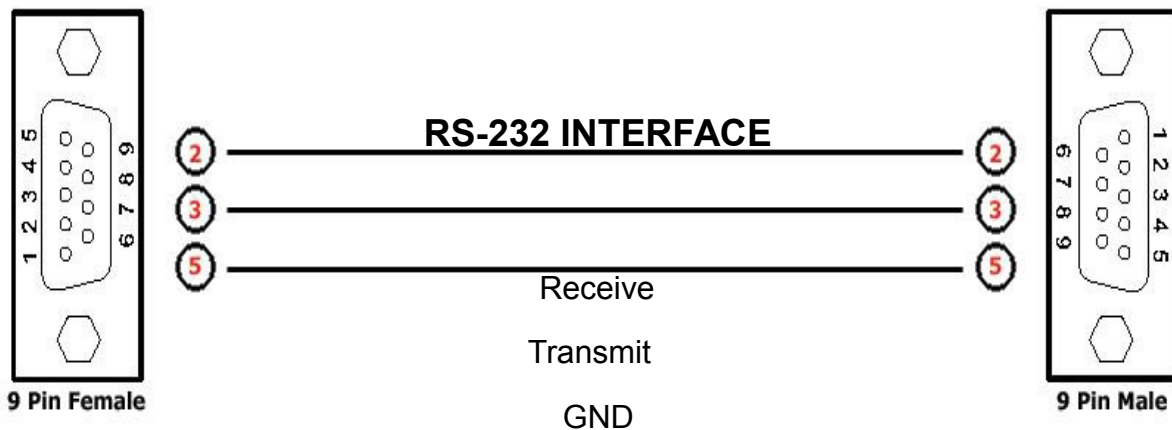 RS-232 INTERFACE
5 4 3 2 1
9 8 7 6
2
3
5
2
3
5
6 7 8 9
1 2 3 4 5
Receive
Transmit
GND
9 Pin Female
9 Pin Male